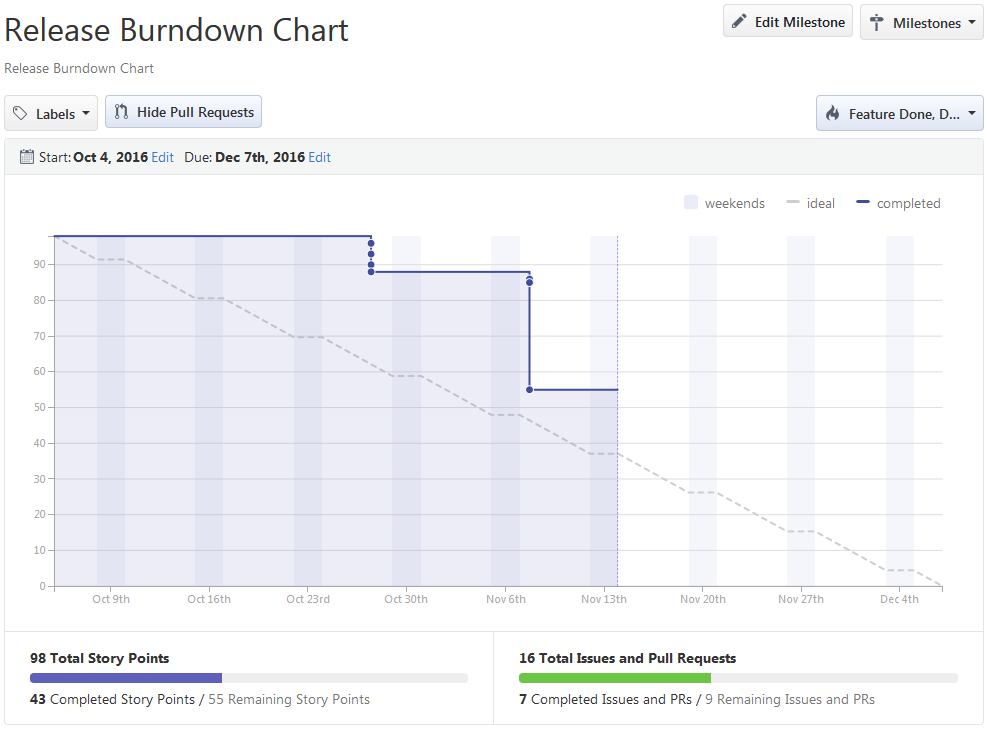 Release Burndown Chart
Edit Milestone
Milestones
Release Burndown Chart
Labels
Hide Pull Requests
Feature Done, D...
Start: Oct 4, 2016 Edit Due: Dec 7th, 2016 Edit
weekends ideal completed
90
80
70
60
50
40
30
20
10
0
Oct 9th Oct 16th Oct 23rd Oct 30th Nov 6th Nov 13th Nov 20th Nov 27th Dec 4th
98 Total Story Points
43 Completed Story Points / 55 Remaining Story Points
16 Total Issues and Pull Requests
7 Completed Issues and PRs / 9 Remaining Issues and PRs